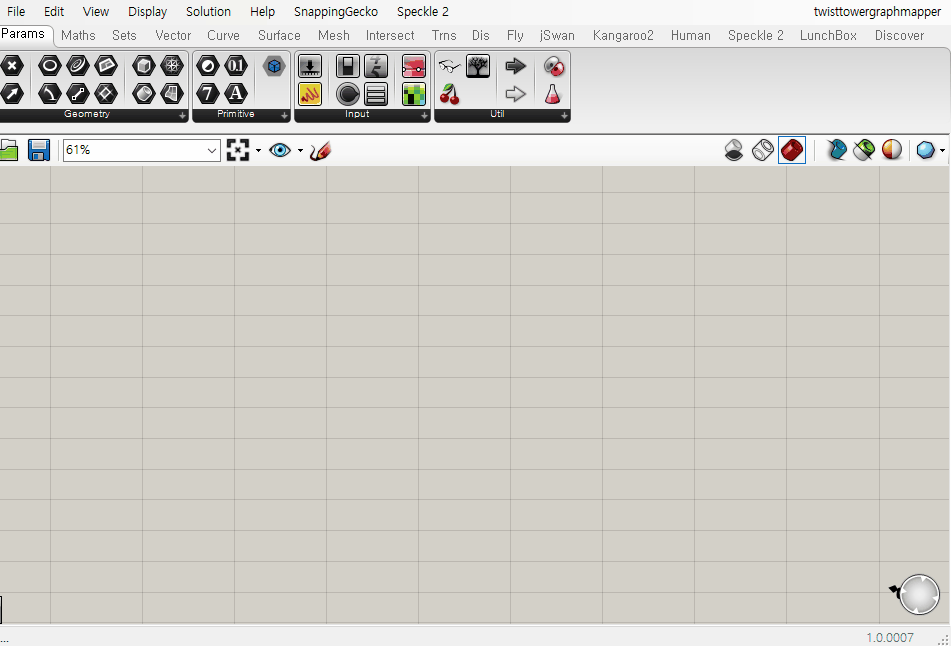 File Edit View Display Solution Help SnappingGecko Speckle 2 twisttowergraphmapper
Params Maths Sets Vector Curve Surface Mesh Intersect Trns Dis Fly jSwan Kangaroo2 Human Speckle 2 LunchBox Discover
0.1
7 A
Geometry Primitive Input Util
61%
... 1.0.0007